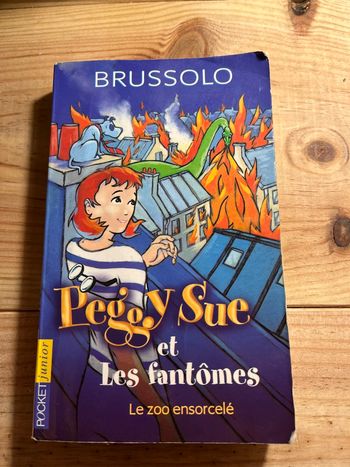 BRUSSOLO
Peggy Sue
et
Les fantômes
Le zoo ensorcelé
POCKET junior